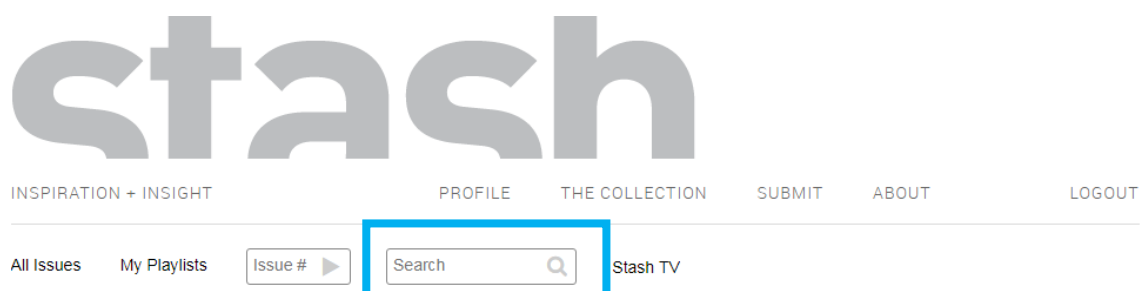 stash
INSPIRATION + INSIGHT PROFILE THE COLLECTION SUBMIT ABOUT LOGOUT
All Issues My Playlists Issue # Search Stash TV